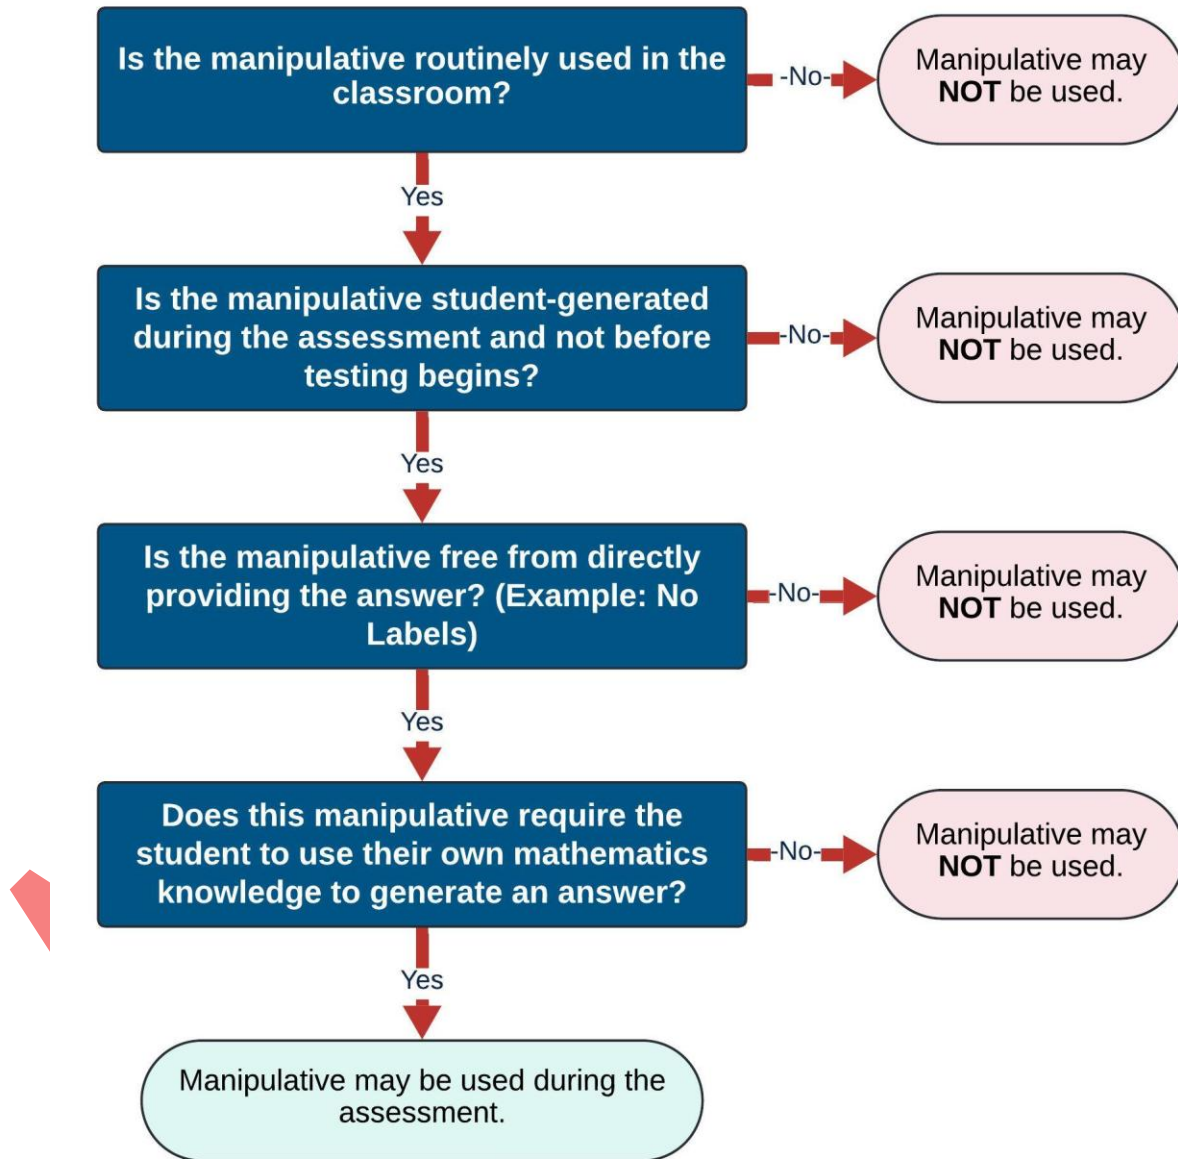 Is the manipulative routinely used in the
classroom?
-No-
Manipulative may
NOT be used.
Yes
Is the manipulative student-generated
during the assessment and not before
testing begins?
-No-
Manipulative may
NOT be used.
Yes
Is the manipulative free from directly
providing the answer? (Example: No
Labels)
-No-
Manipulative may
NOT be used.
Yes
Does this manipulative require the
student to use their own mathematics
knowledge to generate an answer?
-No-
Manipulative may
NOT be used.
Yes
Manipulative may be used during the
assessment.